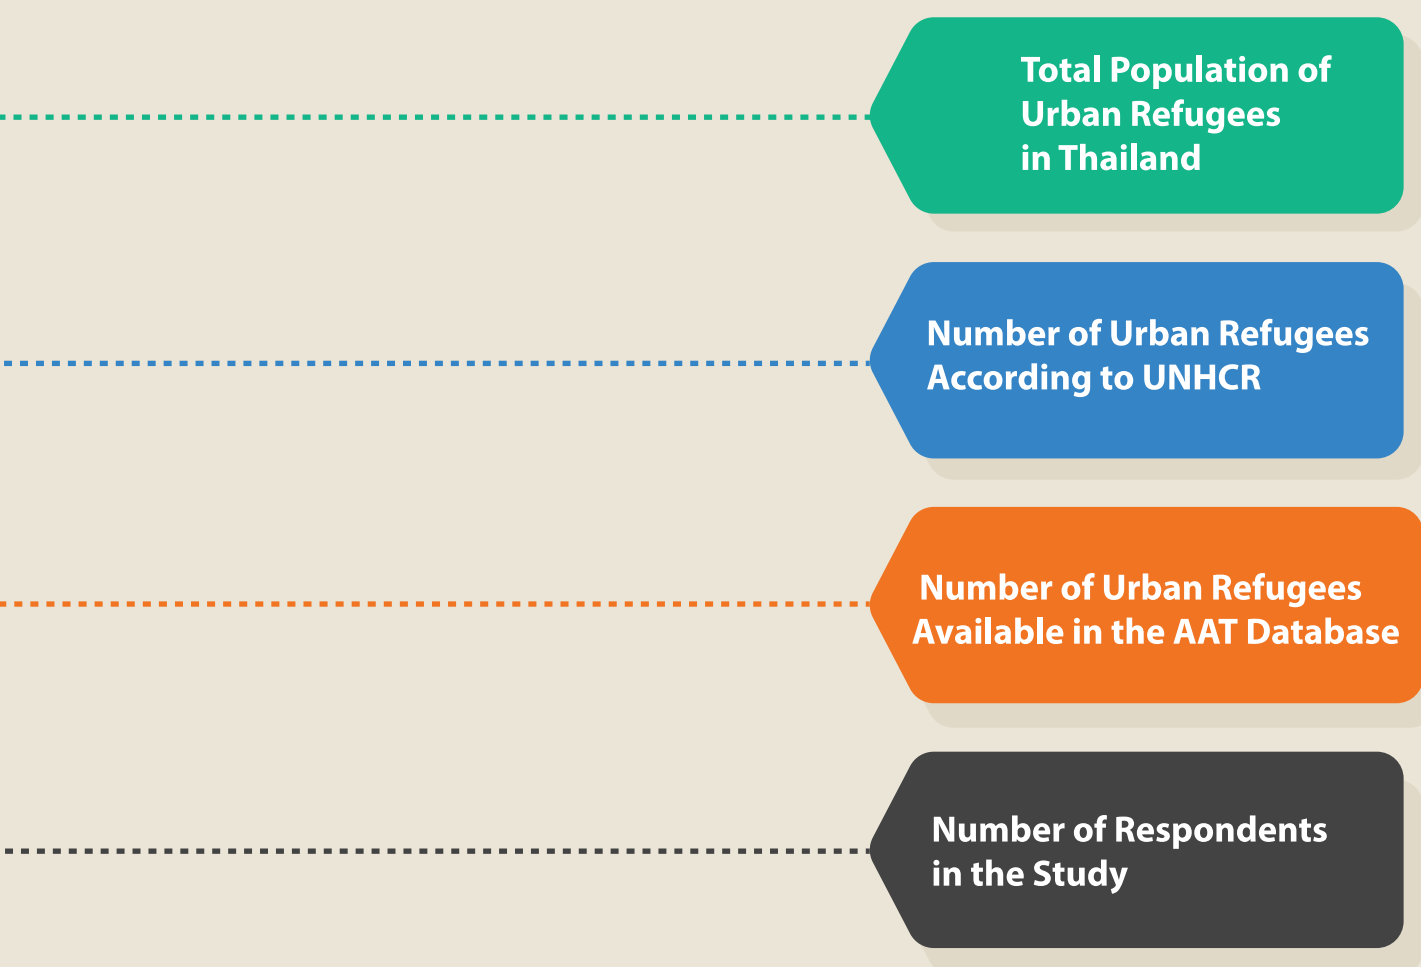 Total Population of
Urban Refugees
in Thailand
Number of Urban Refugees
According to UNHCR
Number of Urban Refugees
Available in the AAT Database
Number of Respondents
in the Study